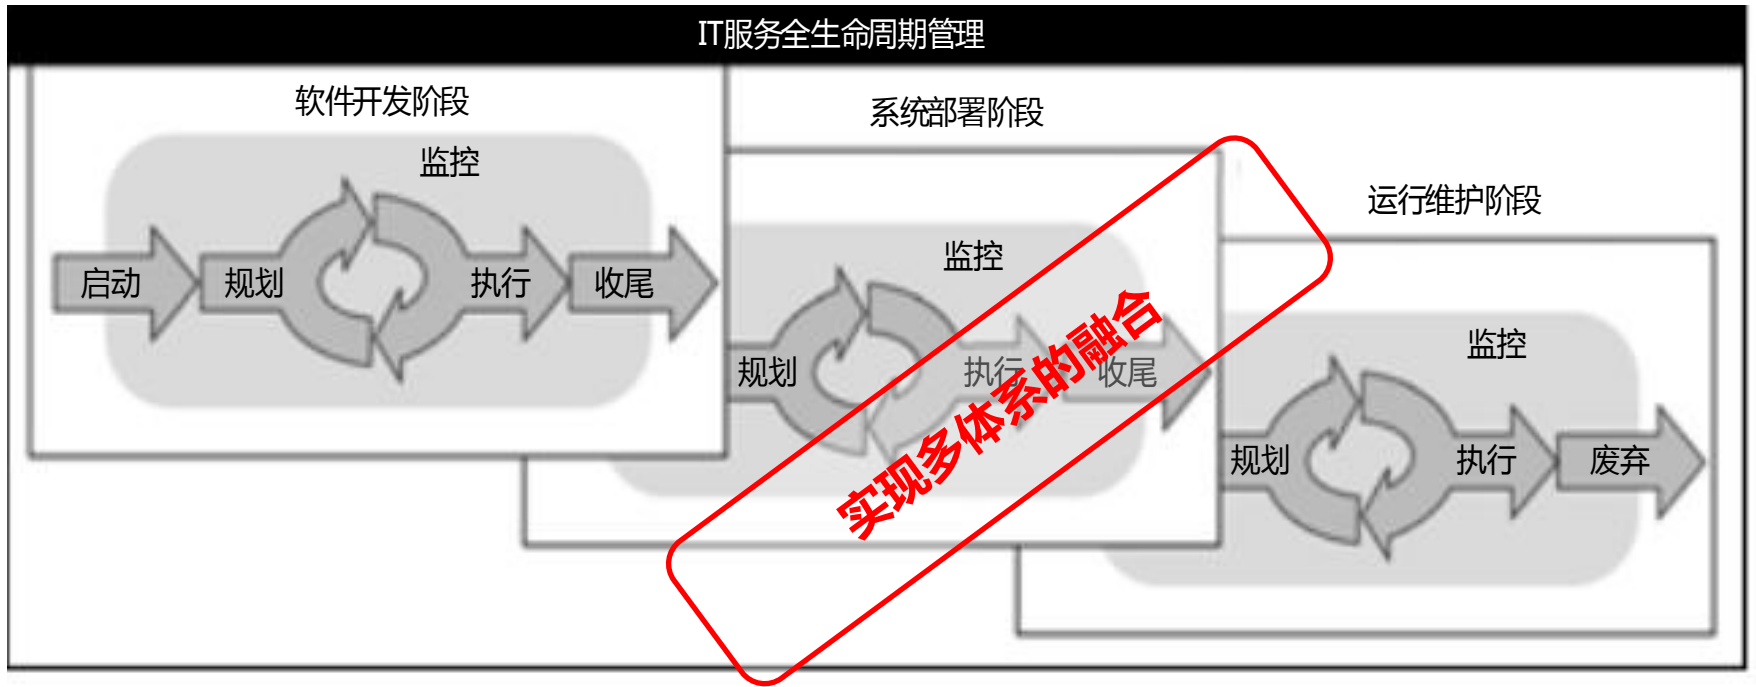 IT服务全生命周期管理
软件开发阶段
监控
启动
规划
执行
收尾
系统部署阶段
监控
规划
执行
收尾
运行维护阶段
监控
规划
执行
废弃
实现多体系的融合